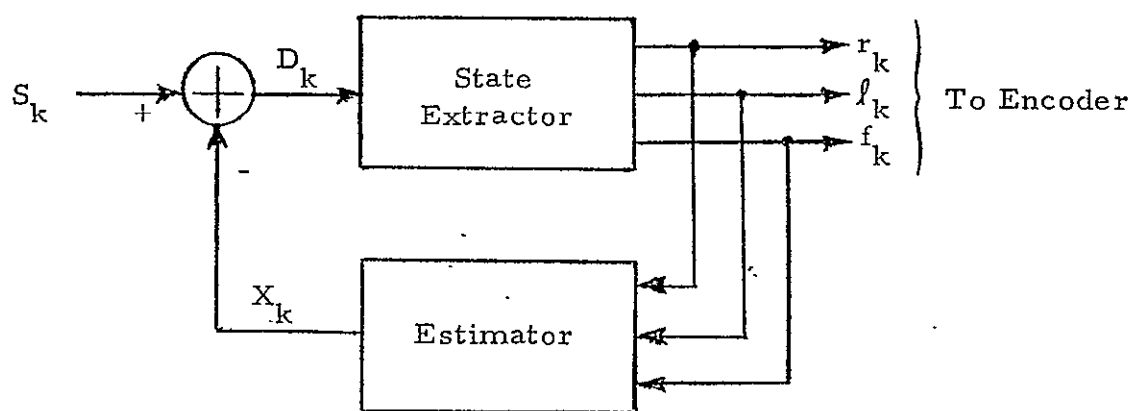 S_k
+
-
D_k
State
Extractor
r_k
ℓ_k
f_k
To Encoder
X_k
Estimator